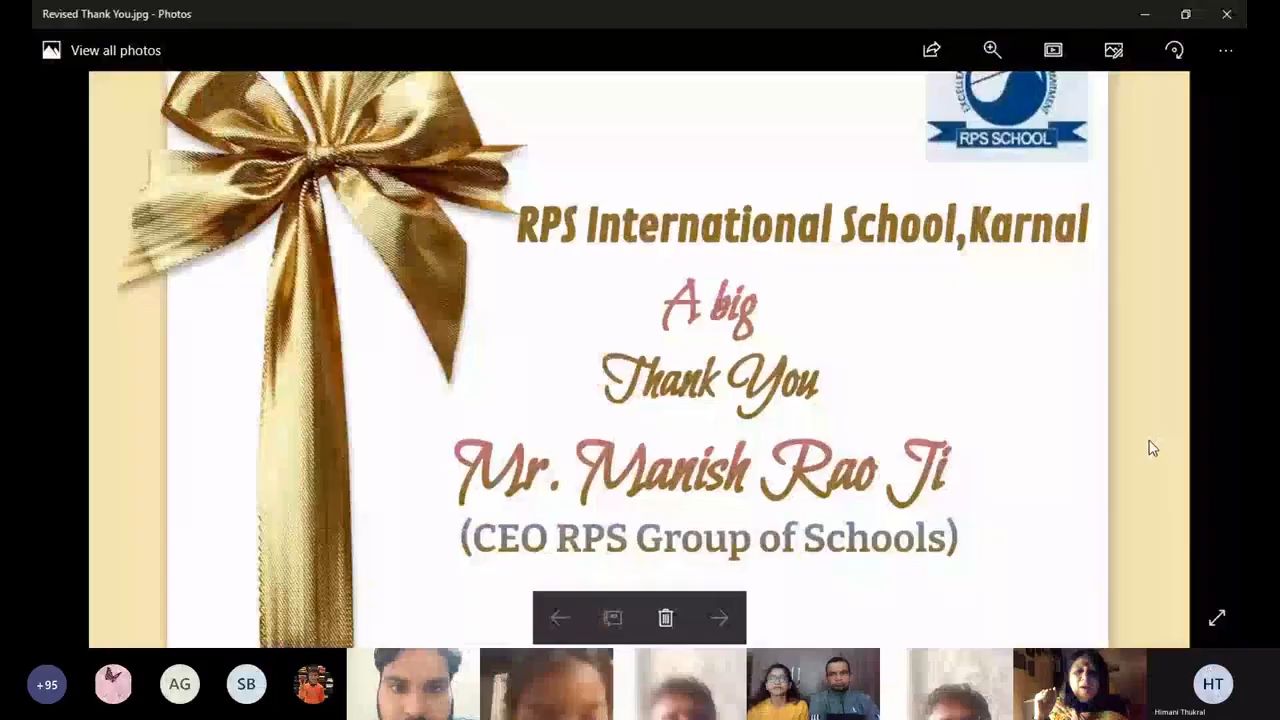 Revised Thank You.jpg - Photos
View all photos
RPS SCHOOL
RPS International School,Karnal
A big
Thank You
Mr. Manish Rao Ji
(CEO RPS Group of Schools)
+95
AG
SB
HT
Himani Thukral